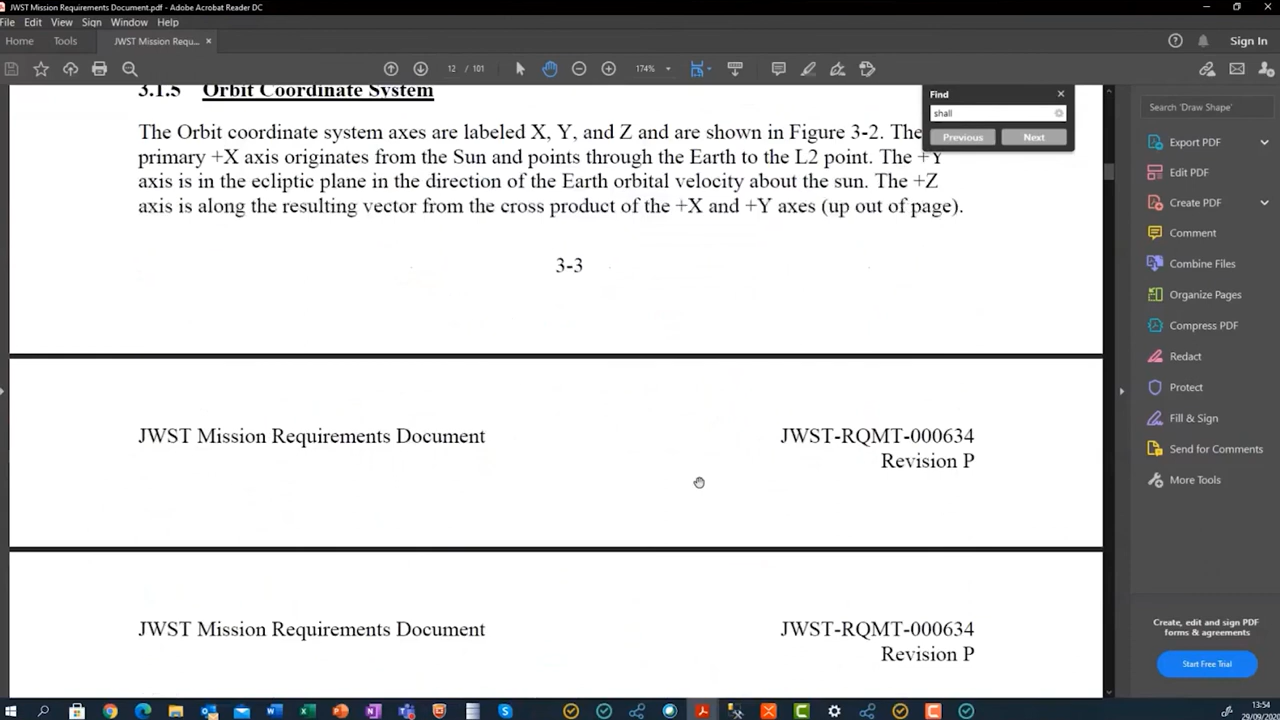 JWST Mission Requirements Document.pdf - Adobe Acrobat Reader DC
File Edit View Sign Window Help
Home Tools JWST Mission Requ... × Sign In
12 / 101 174%
Find
shall
Previous Next
3.1.5 Orbit Coordinate System
The Orbit coordinate system axes are labeled X, Y, and Z and are shown in Figure 3-2. The
primary +X axis originates from the Sun and points through the Earth to the L2 point. The +Y
axis is in the ecliptic plane in the direction of the Earth orbital velocity about the sun. The +Z
axis is along the resulting vector from the cross product of the +X and +Y axes (up out of page).
3-3
JWST Mission Requirements Document JWST-RQMT-000634
Revision P
JWST Mission Requirements Document JWST-RQMT-000634
Revision P
Search 'Draw Shape'
Export PDF
Edit PDF
Create PDF
Comment
Combine Files
Organize Pages
Compress PDF
Redact
Protect
Fill & Sign
Send for Comments
More Tools
Create, edit and sign PDF
forms & agreements
Start Free Trial
13:54
29/09/2020